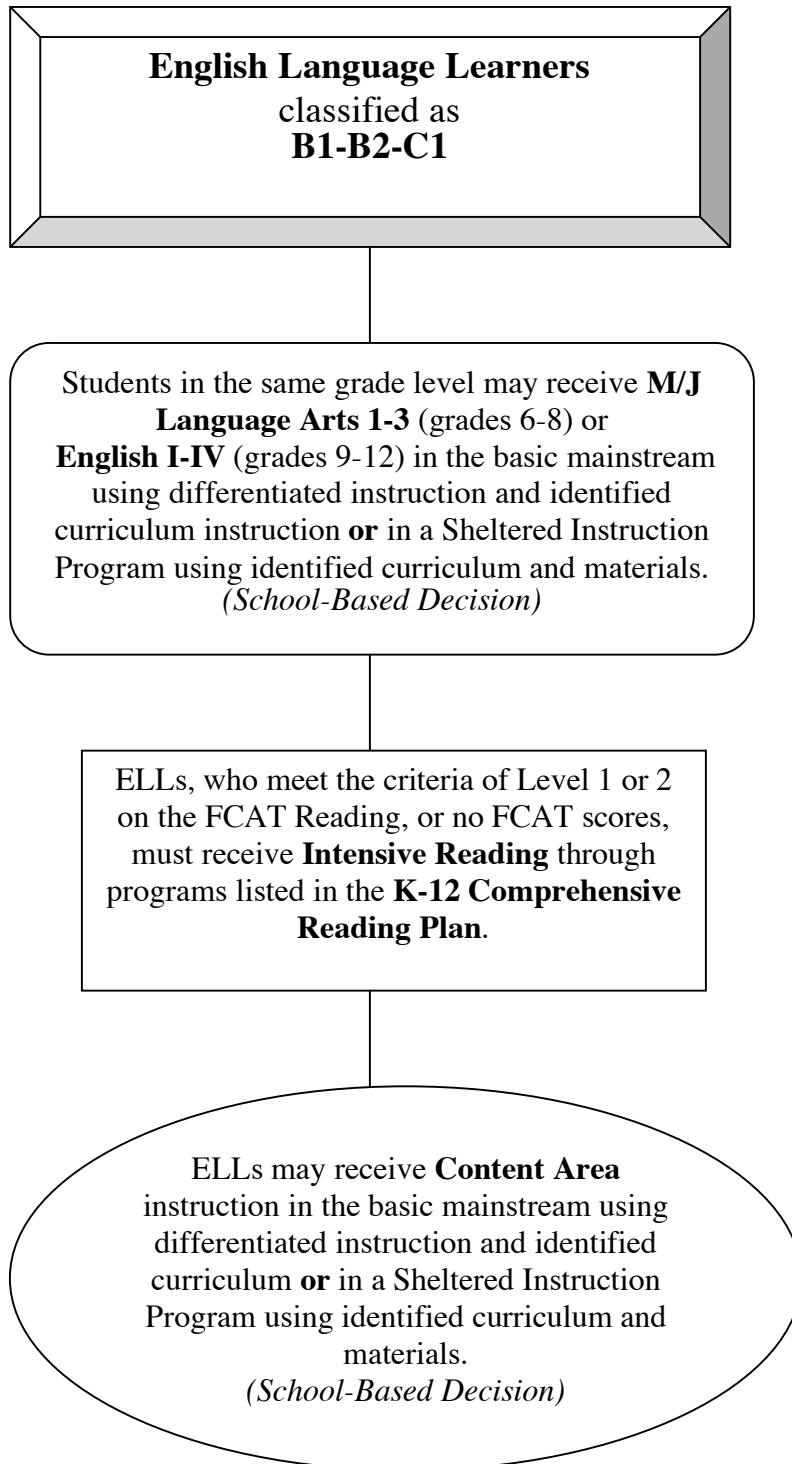 English Language Learners
classified as
B1-B2-C1
Students in the same grade level may receive M/J
Language Arts 1-3 (grades 6-8) or
English I-IV (grades 9-12) in the basic mainstream
using differentiated instruction and identified
curriculum instruction or in a Sheltered Instruction
Program using identified curriculum and materials.
(School-Based Decision)
ELLs, who meet the criteria of Level 1 or 2
on the FCAT Reading, or no FCAT scores,
must receive Intensive Reading through
programs listed in the K-12 Comprehensive
Reading Plan.
ELLs may receive Content Area
instruction in the basic mainstream using
differentiated instruction and identified
curriculum or in a Sheltered Instruction
Program using identified curriculum and
materials.
(School-Based Decision)